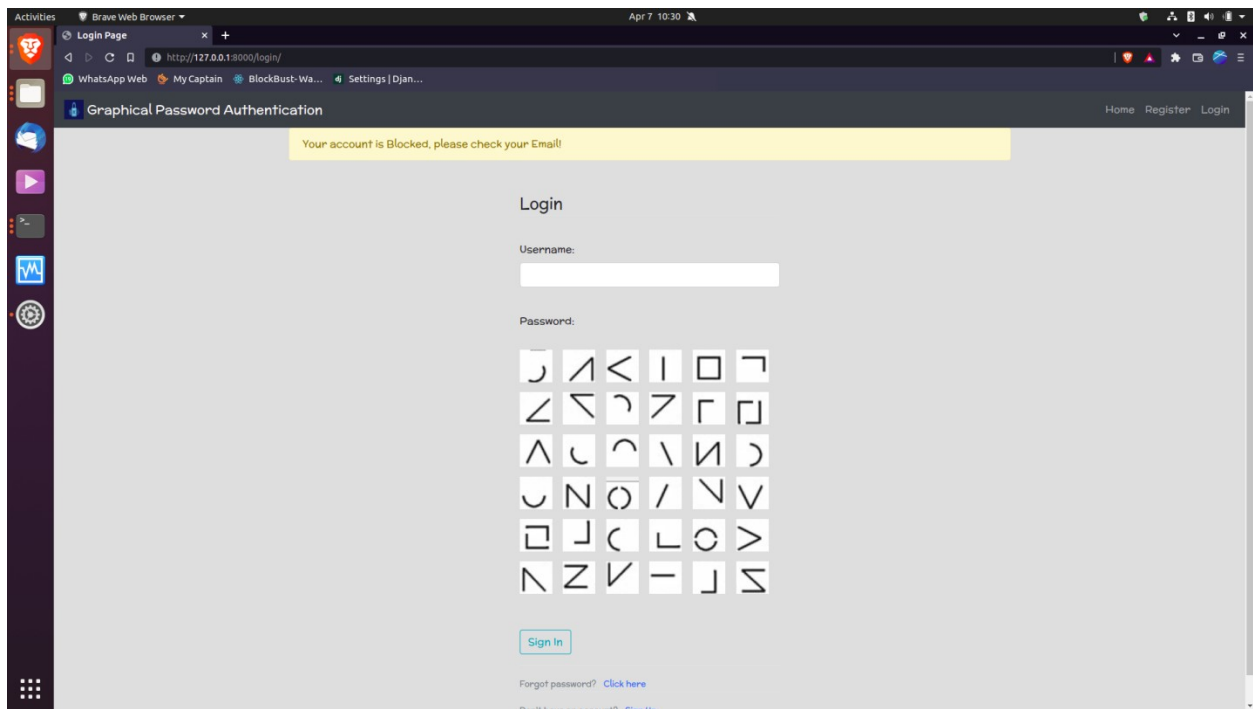 Activities Brave Web Browser Apr 7 10:30
Login Page
http://127.0.0.1:8000/login/
WhatsApp Web My Captain BlockBust-Wa... Settings | Djan...
Graphical Password Authentication Home Register Login
Your account is Blocked, please check your Email!
Login
Username:
Password:
Sign In
Forgot password? Click here